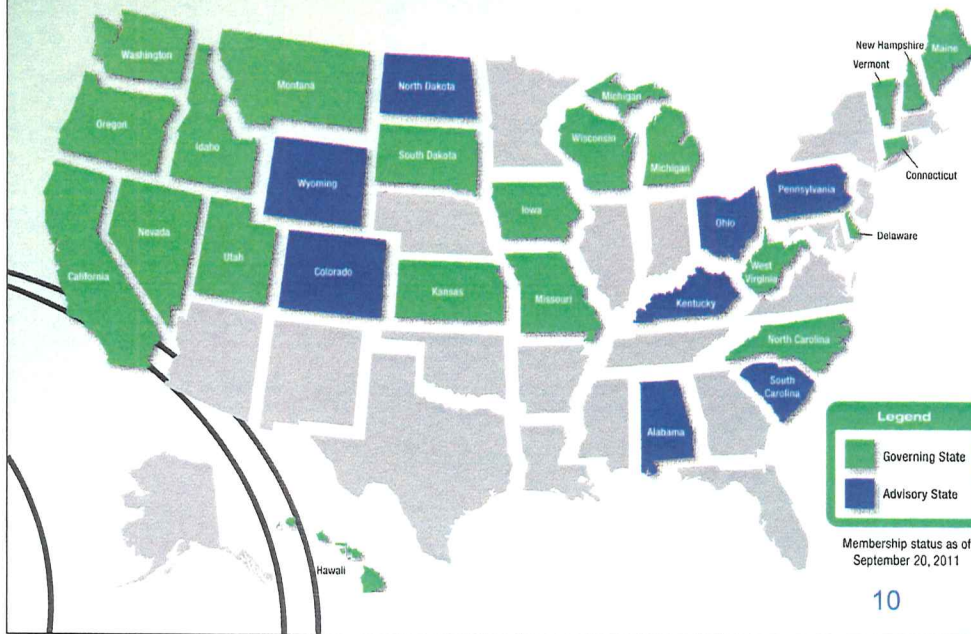 Washington
Montana
North Dakota
Michigan
New Hampshire
Maine
Vermont
Oregon
Idaho
South Dakota
Wisconsin
Michigan
Connecticut
Wyoming
Iowa
Ohio
Pennsylvania
Delaware
Nevada
Utah
California
Colorado
Kansas
Missouri
West
Virginia
Kentucky
North Carolina
South
Carolina
Alabama
Hawaii
Legend
Governing State
Advisory State
Membership status as of
September 20, 2011
10